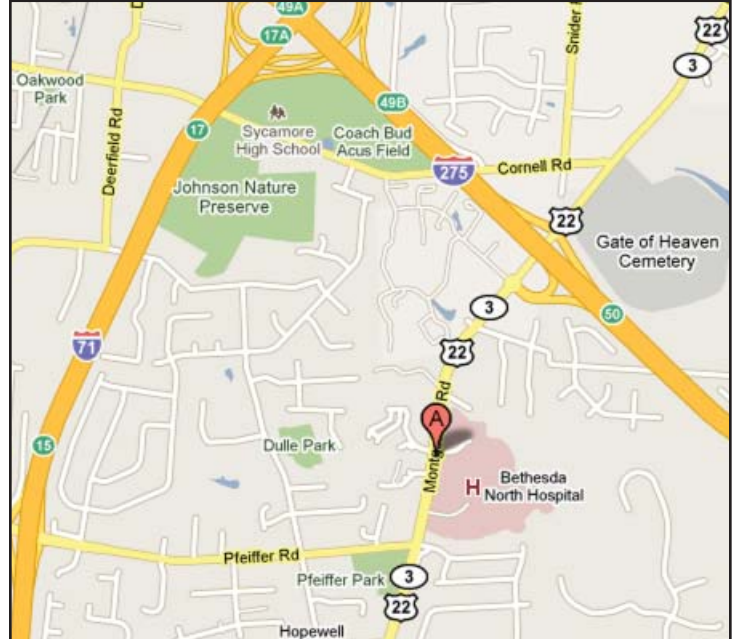 49A
17A
22
3
Snider
Oakwood
Park
Deerfield Rd
17
49B
Sycamore
High School
Coach Bud
Acus Field
275
Cornell Rd
Johnson Nature
Preserve
22
Gate of Heaven
Cemetery
3
50
71
22
Rd
A
15
Dulle Park
Mont
H
Bethesda
North Hospital
Pfeiffer Rd
Pfeiffer Park
3
22
Hopewell